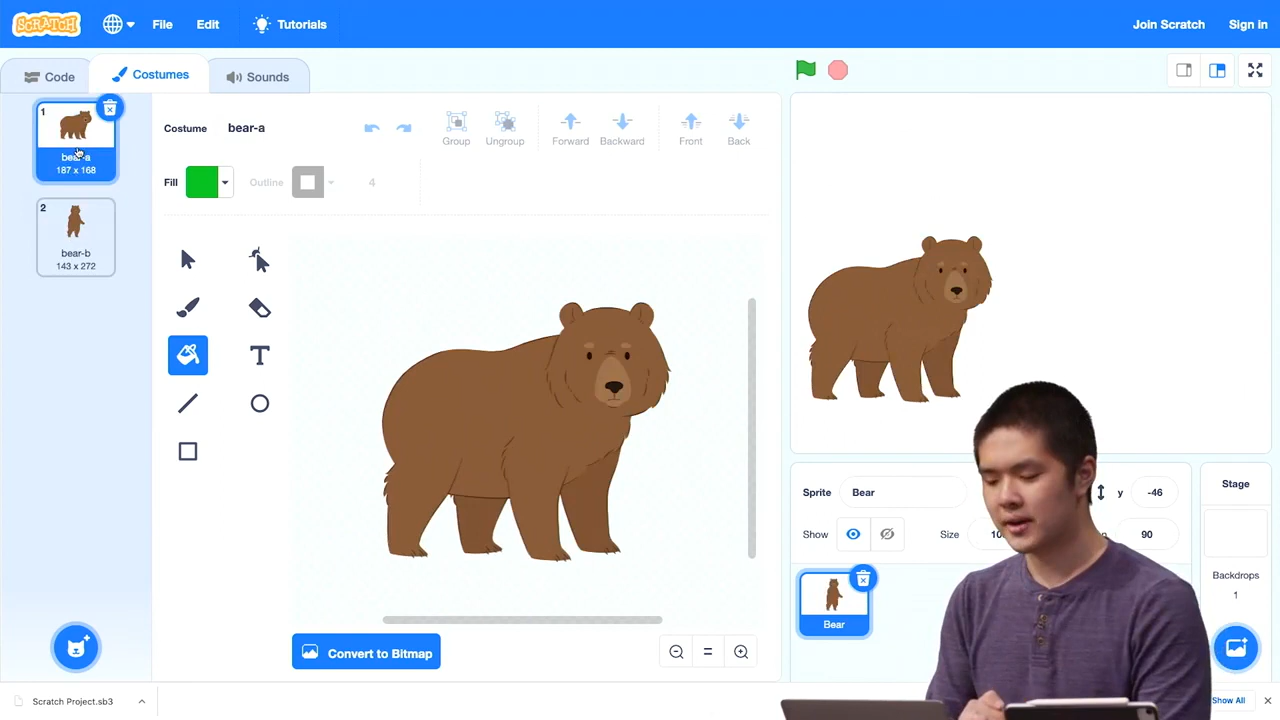 SCRATCH File Edit Tutorials Join Scratch Sign in
Code Costumes Sounds
1
bear-a
187 x 168
2
bear-b
143 x 272
Costume bear-a
Group Ungroup Forward Backward Front Back
Fill Outline 4
T
Convert to Bitmap
Sprite Bear y -46
Show Size 90
Bear
Stage
Backdrops
1
Scratch Project.sb3
Show All